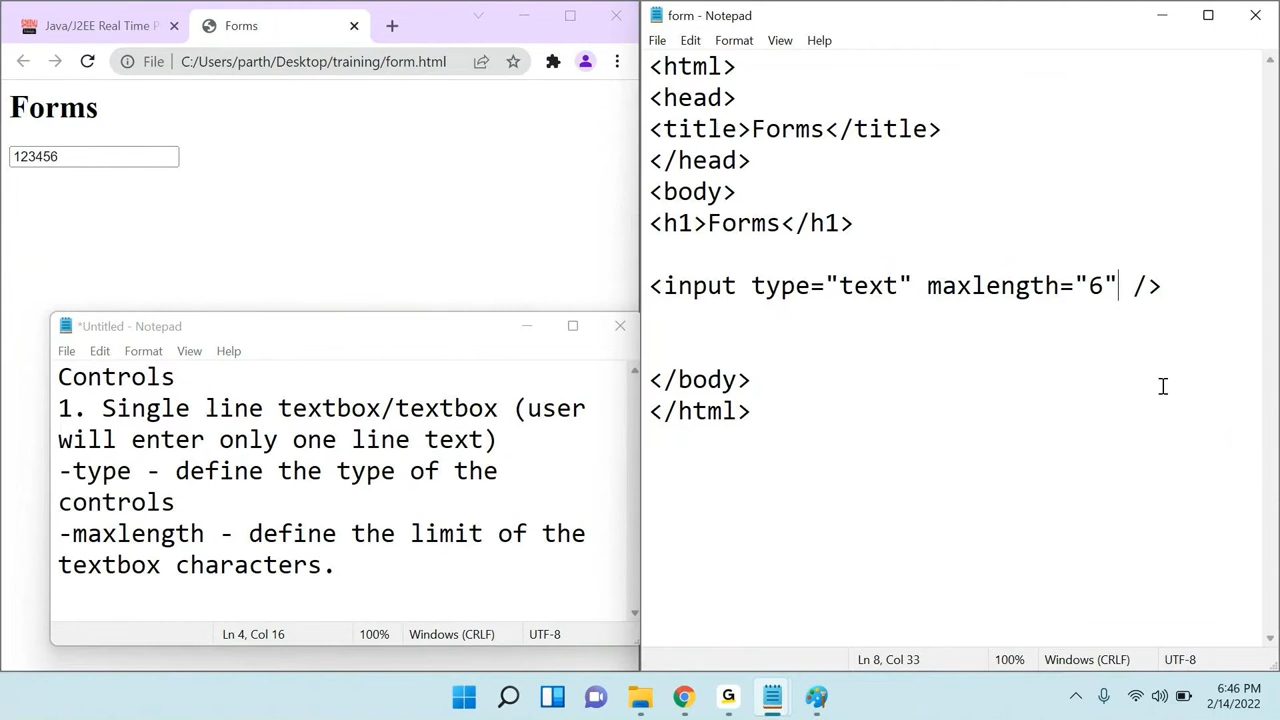 Java/J2EE Real Time P
Forms
File
C:/Users/parth/Desktop/training/form.html
Forms
123456
*Untitled - Notepad
File Edit Format View Help
Controls
1. Single line textbox/textbox (user
will enter only one line text)
-type - define the type of the
controls
-maxlength - define the limit of the
textbox characters.
Ln 4, Col 16 100% Windows (CRLF) UTF-8
form - Notepad
File Edit Format View Help
<html>
<head>
<title>Forms</title>
</head>
<body>
<h1>Forms</h1>
<input type="text" maxlength="6" />
</body>
</html>
Ln 8, Col 33 100% Windows (CRLF) UTF-8
G
6:46 PM
2/14/2022